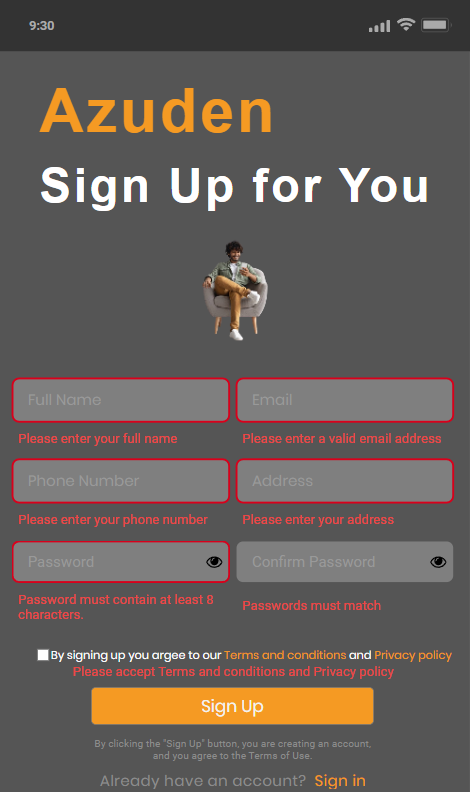 9:30
Azuden
Sign Up for You
Full Name
Email
Please enter your full name
Please enter a valid email address
Phone Number
Address
Please enter your phone number
Please enter your address
Password
Confirm Password
Password must contain at least 8
characters.
Passwords must match
By signing up you argee to our Terms and conditions and Privacy policy
Please accept Terms and conditions and Privacy policy
Sign Up
By clicking the "Sign Up" button, you are creating an account,
and you agree to the Terms of Use.
Already have an account? Sign in